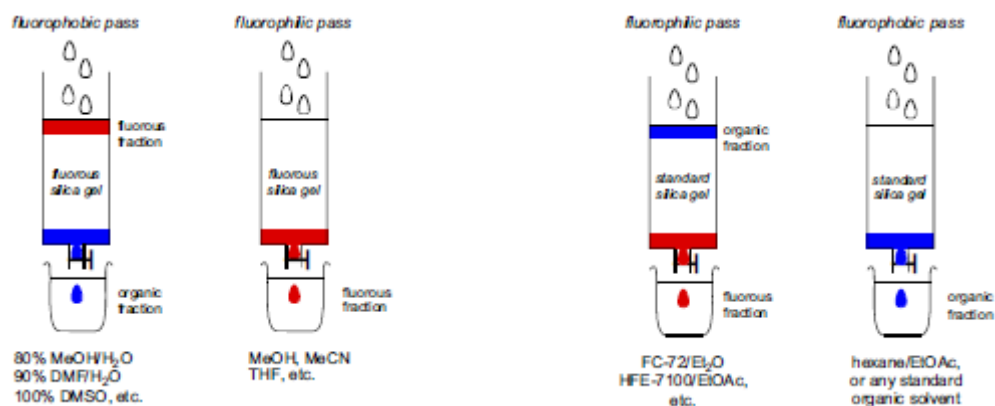 fluorophobic pass
fluorous
fraction
fluorous
silica gel
organic
fraction
80% MeOH/H₂O
90% DMF/H₂O
100% DMSO, etc.
fluorophilic pass
fluorous
silica gel
fluorous
fraction
MeOH, MeCN
THF, etc.
fluorophilic pass
organic
fraction
standard
silica gel
fluorous
fraction
FC-72/Et₂O
HFE-7100/EtOAc,
etc.
fluorophobic pass
standard
silica gel
organic
fraction
hexane/EtOAc,
or any standard
organic solvent